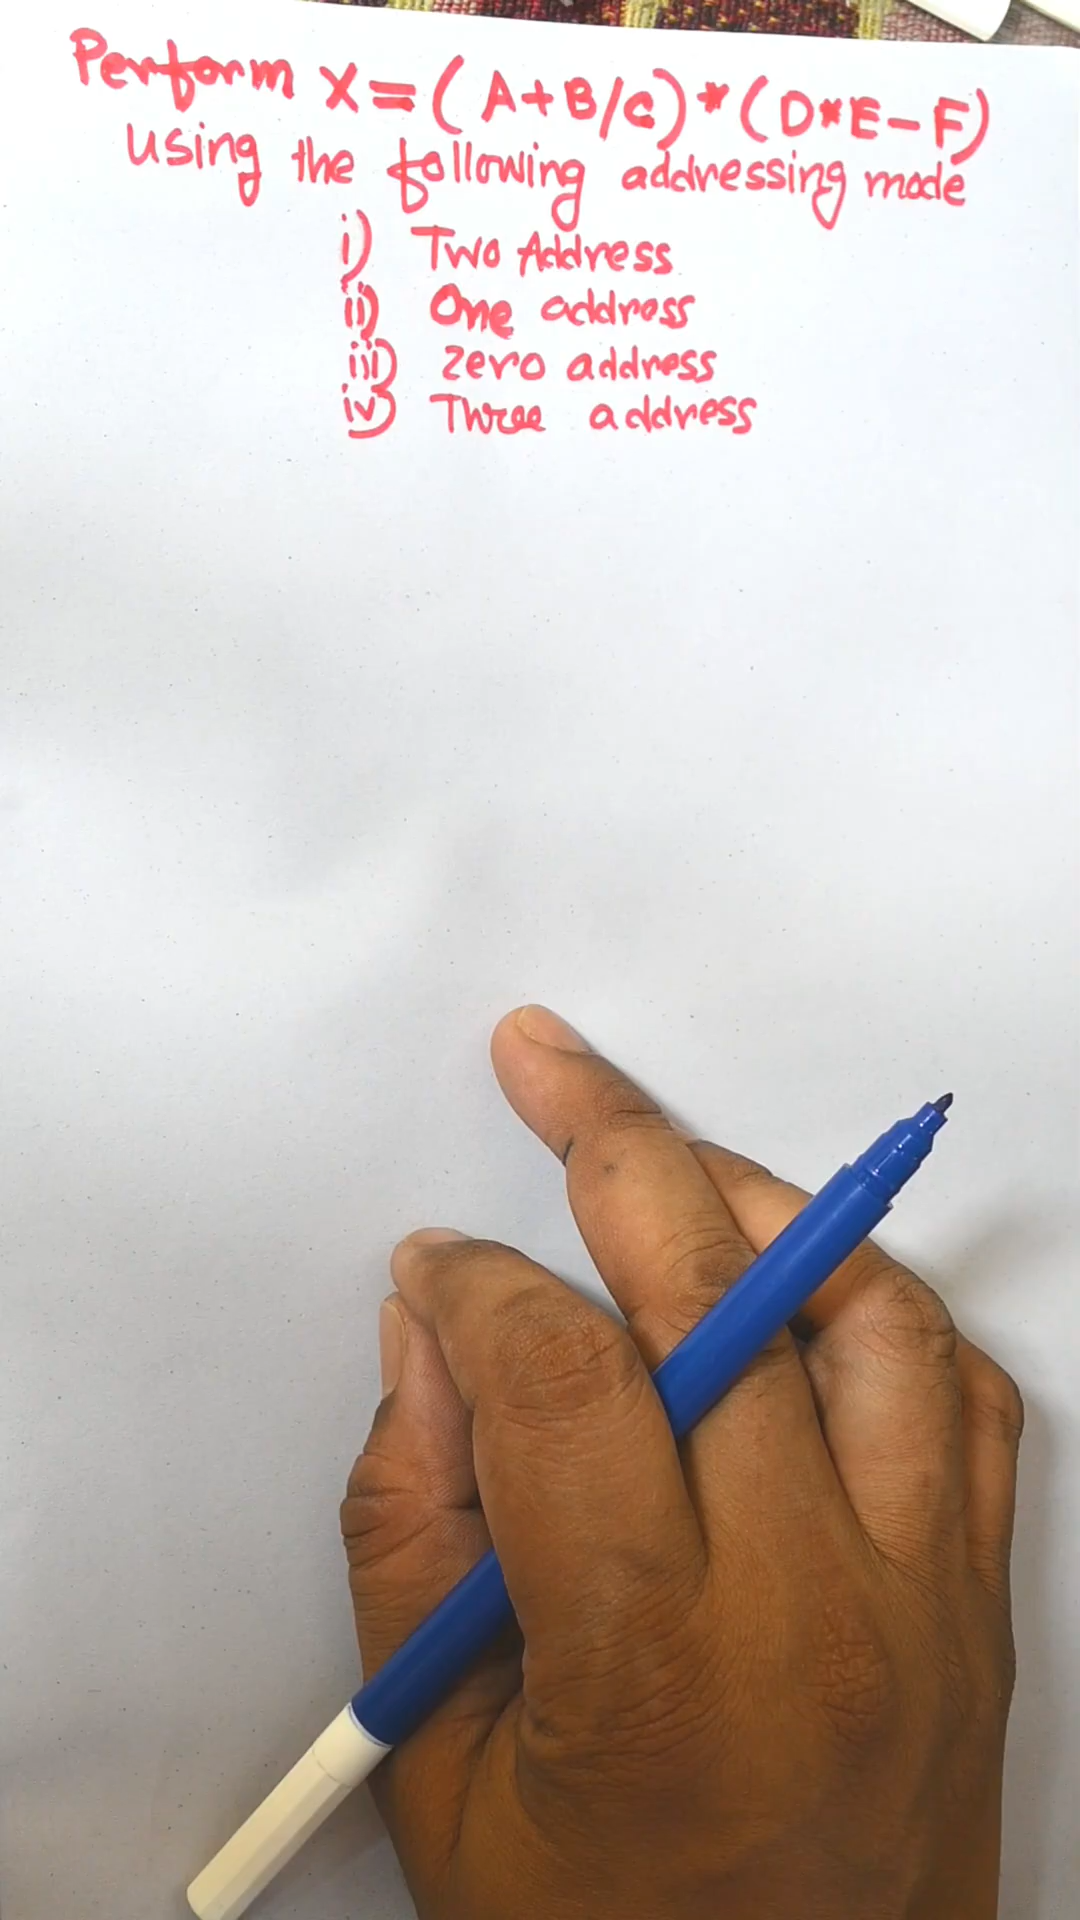 Perform X = (A+B/C)*(D*E-F)
using the following addressing mode
i) Two Address
ii) One address
iii) zero address
iv) Three address